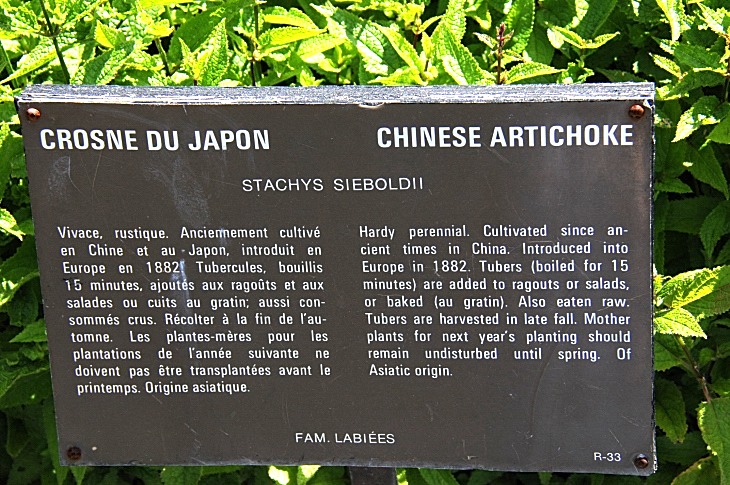 CROSNE DU JAPON
CHINESE ARTICHOKE
STACHYS SIEBOLDII
Vivace, rustique. Anciemement cultivé
en Chine et au Japon, introduit en
Europe en 1882. Tubercules, bouillis
15 minutes, ajoutés aux ragoûts et aux
salades ou cuits au gratin; aussi con-
sommés crus. Récolter à la fin de l'au-
tomne. Les plantes-mères pour les
plantations de l'année suivante ne
doivent pas être transplantées avant le
printemps. Origine asiatique.
Hardy perennial. Cultivated since an-
cient times in China. Introduced into
Europe in 1882. Tubers (boiled for 15
minutes) are added to ragouts or salads,
or baked (au gratin). Also eaten raw.
Tubers are harvested in late fall. Mother
plants for next year's planting should
remain undisturbed until spring. Of
Asiatic origin.
FAM. LABIÉES
R-33